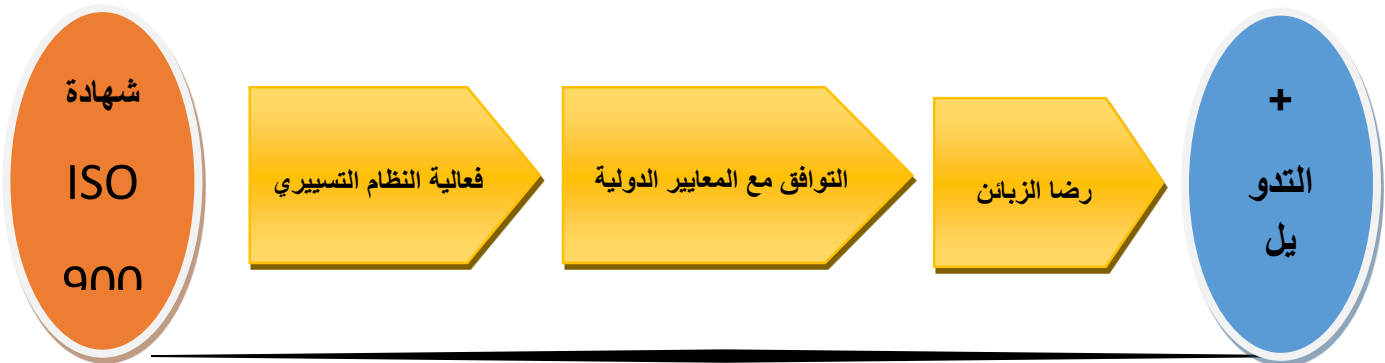 شهادة
ISO
900
فعالية النظام التسييري
التوافق مع المعايير الدولية
رضا الزبائن
+
التدو
يل